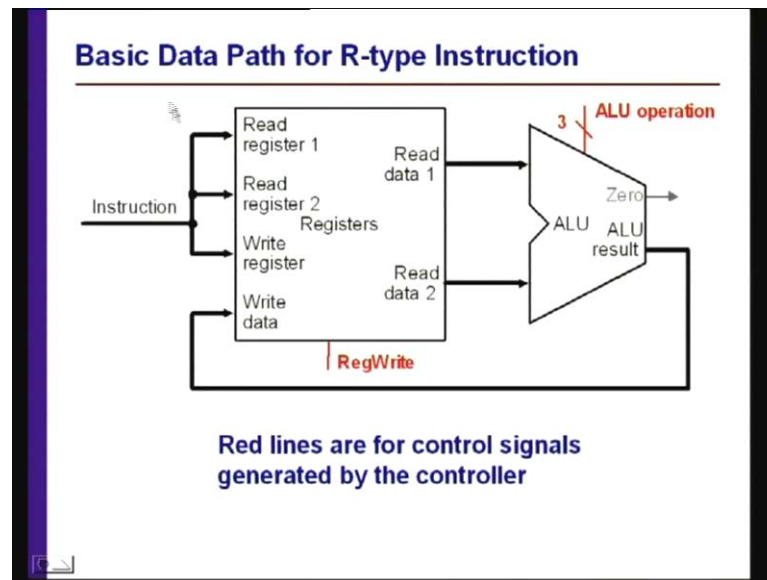 Basic Data Path for R-type Instruction
Instruction
Read
register 1
Read
register 2
Registers
Write
register
Write
data
Read
data 1
Read
data 2
RegWrite
3
ALU operation
Zero
ALU
ALU
result
Red lines are for control signals
generated by the controller